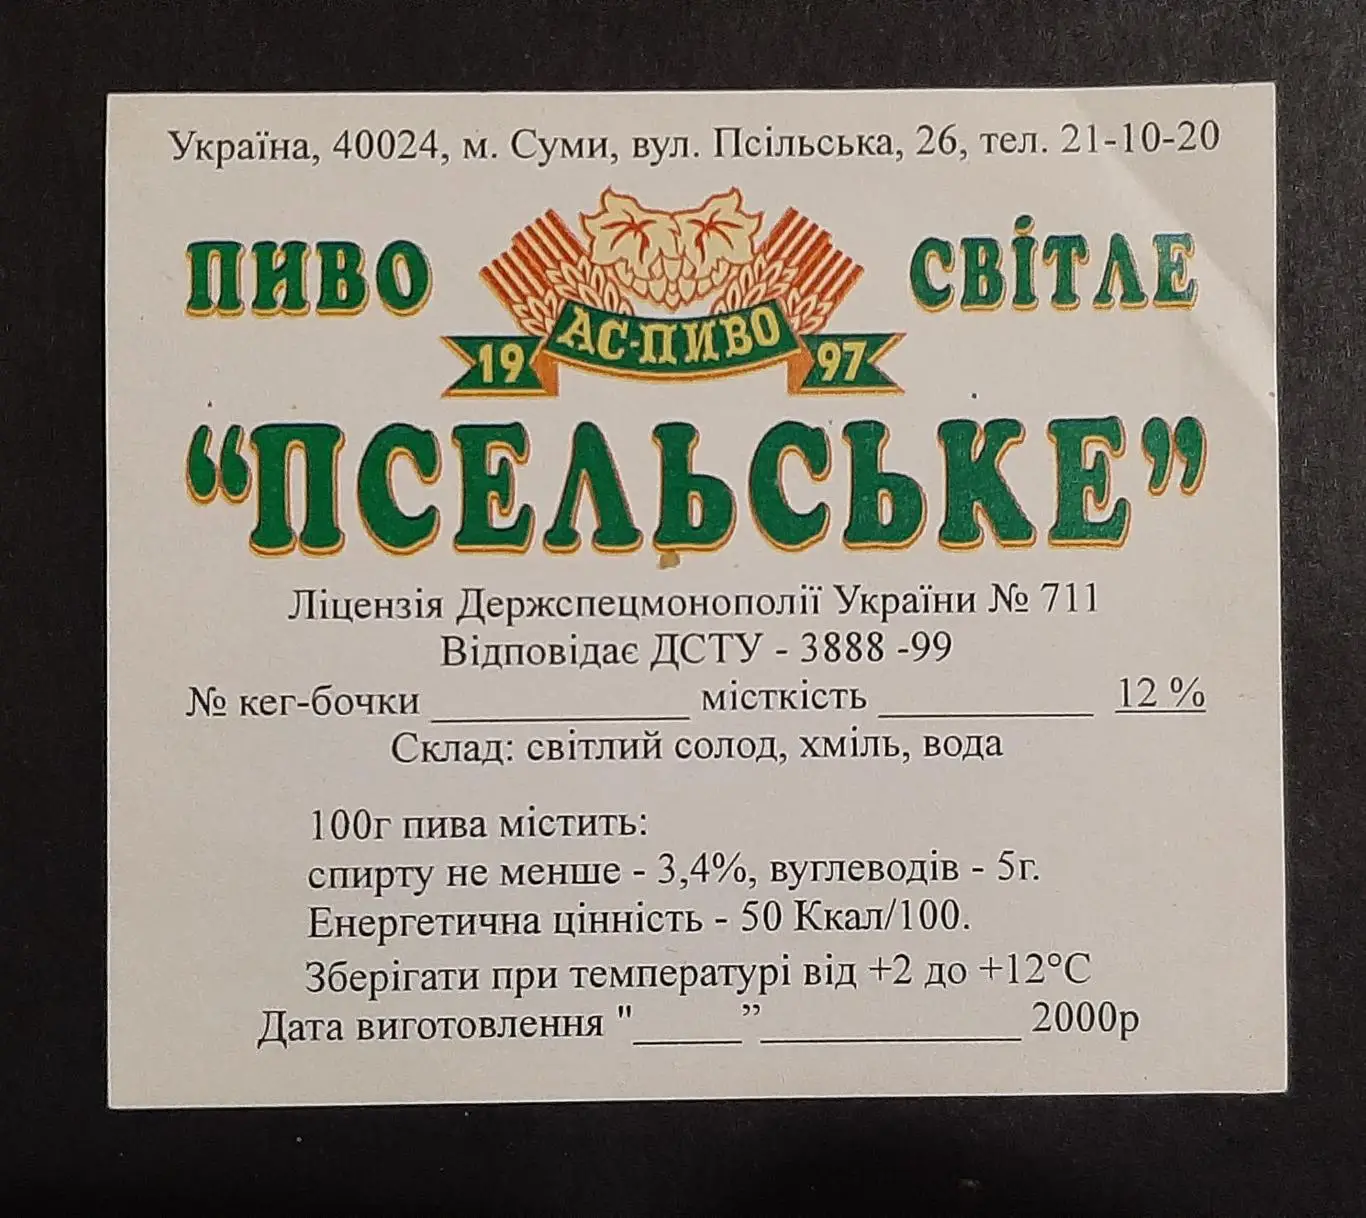 Україна, 40024, м. Суми, вул. Псільська, 26, тел. 21-10-20
ПИВО СВІТЛЕ
19 АС-ПИВО 97
“ПСЕЛЬСЬКЕ”
Ліцензія Держспецмонополії України № 711
Відповідає ДСТУ - 3888 -99
№ кег-бочки ____________ місткість __________ 12 %
Склад: світлий солод, хміль, вода
100г пива містить:
спирту не менше - 3,4%, вуглеводів - 5г.
Енергетична цінність - 50 Ккал/100.
Зберігати при температурі від +2 до +12°С
Дата виготовлення "_____” ____________ 2000р